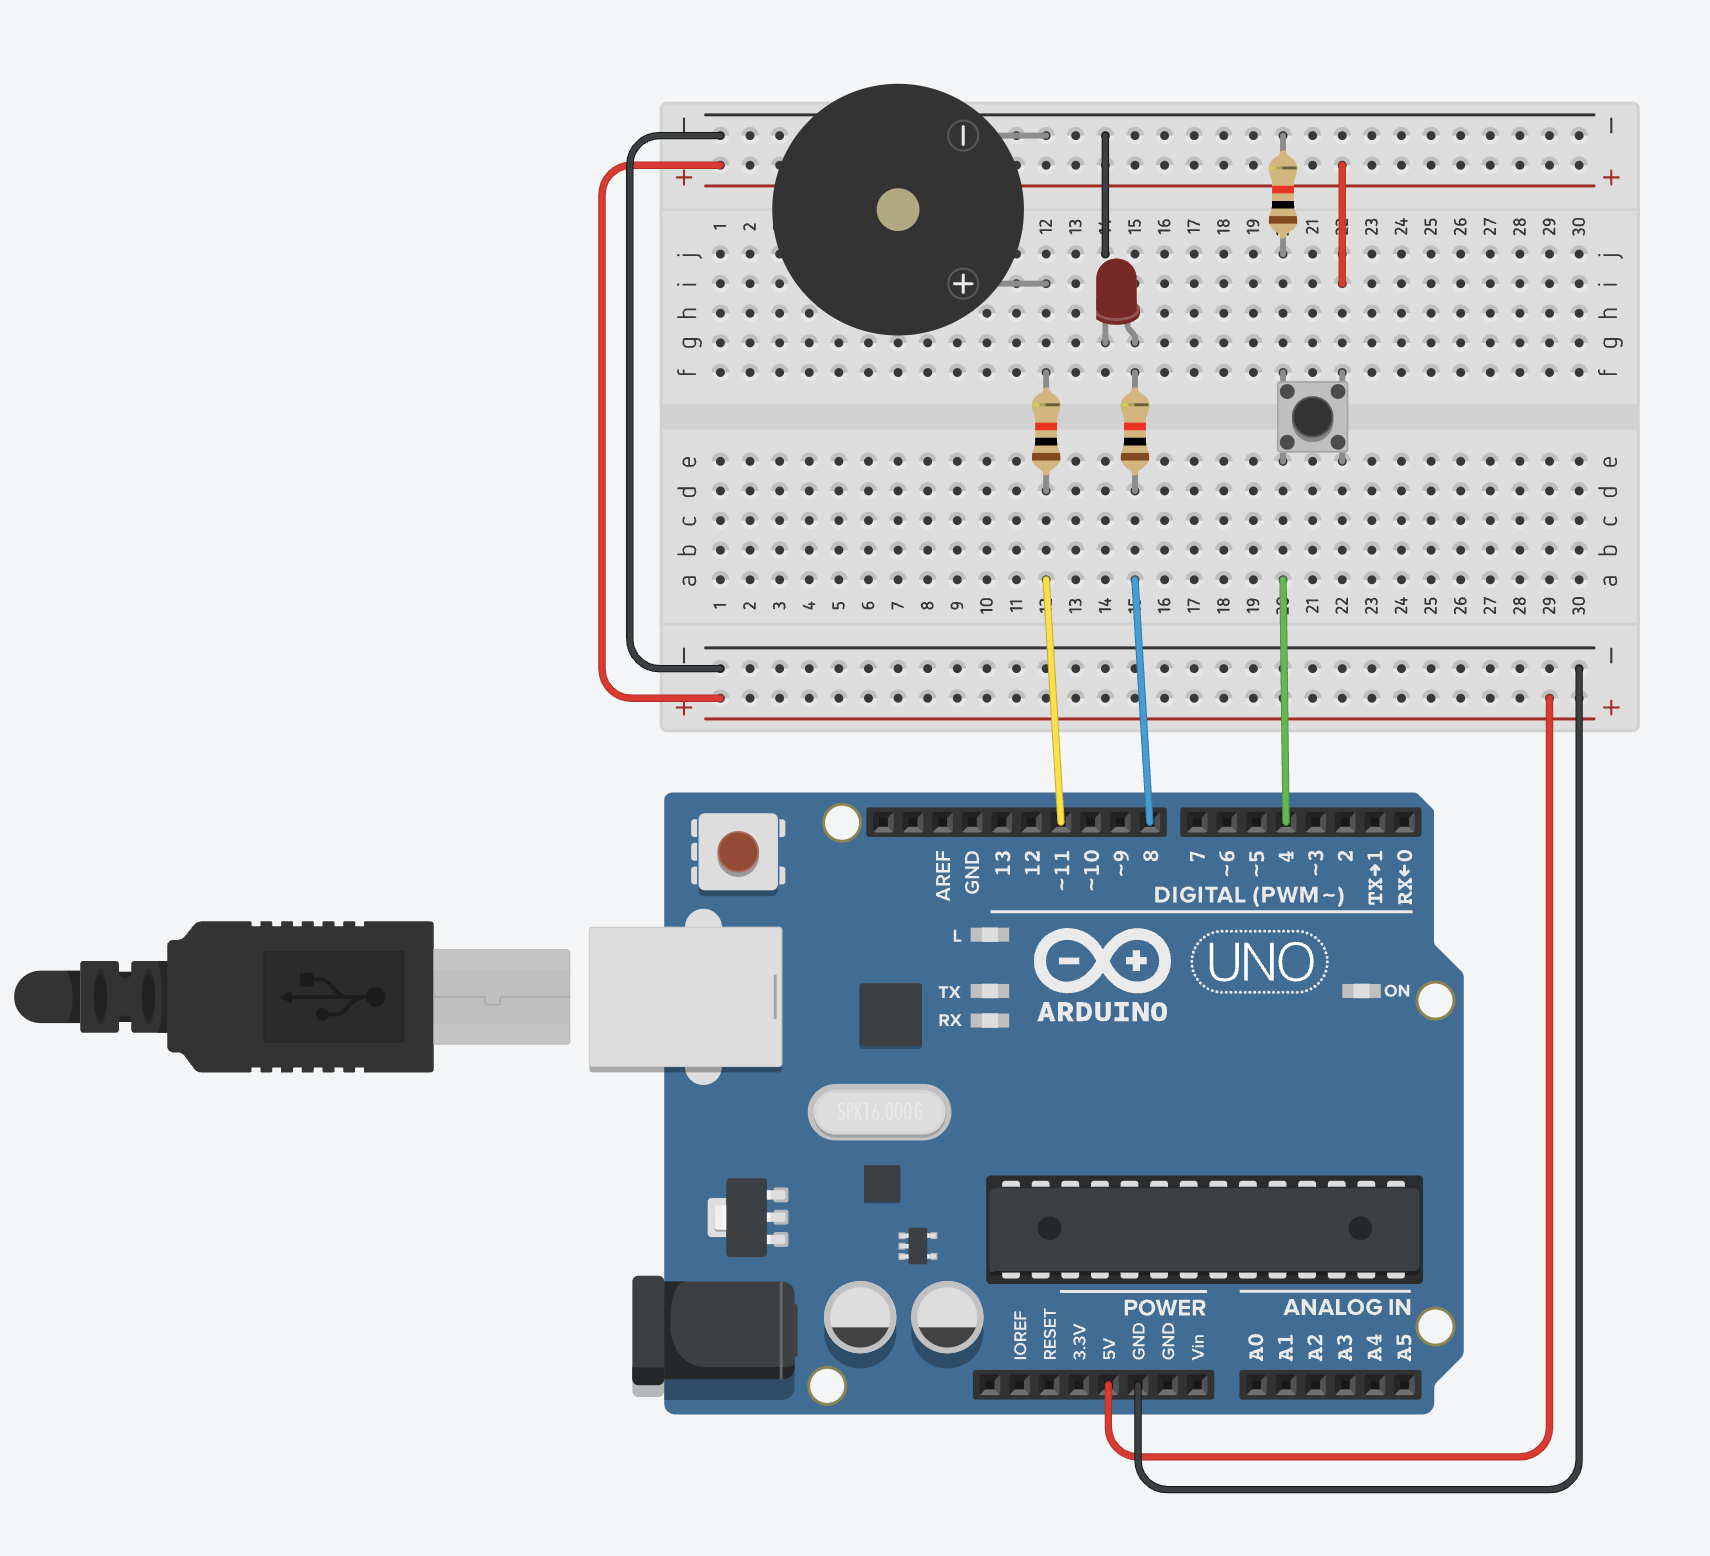 − −
+ +
1 2 12 13 14 15 16 17 18 19 21 22 23 24 25 26 27 28 29 30
j j
i i
h h
g g
f f
e e
d d
c c
b b
a a
1 2 3 4 5 6 7 8 9 10 11 12 13 14 15 16 17 18 19 20 21 22 23 24 25 26 27 28 29 30
− −
+ +
AREF GND 13 12 ~11 ~10 ~9 8 7 ~6 ~5 4 ~3 2 TX→1 RX←0
DIGITAL (PWM~)
L
TX
RX
ARDUINO
UNO
ON
SPK16.000G
POWER
ANALOG IN
IOREF RESET 3.3V 5V GND GND Vin A0 A1 A2 A3 A4 A5